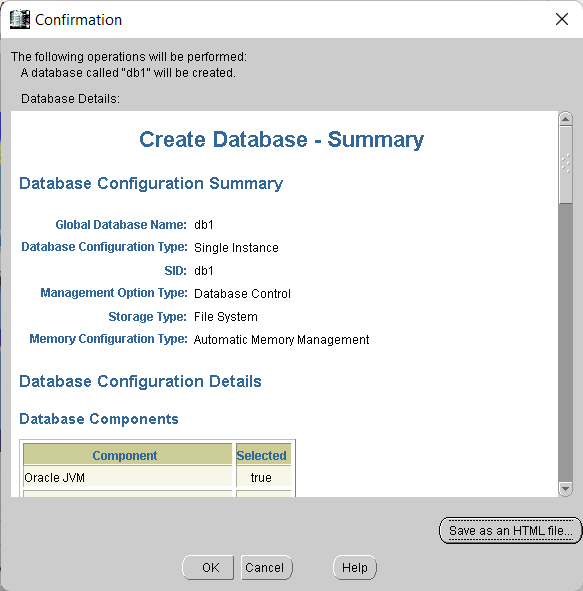 Confirmation
The following operations will be performed:
A database called "db1" will be created.
Database Details:
Create Database - Summary
Database Configuration Summary
Global Database Name: db1
Database Configuration Type: Single Instance
SID: db1
Management Option Type: Database Control
Storage Type: File System
Memory Configuration Type: Automatic Memory Management
Database Configuration Details
Database Components
Component Selected
Oracle JVM true
Save as an HTML file...
OK Cancel Help